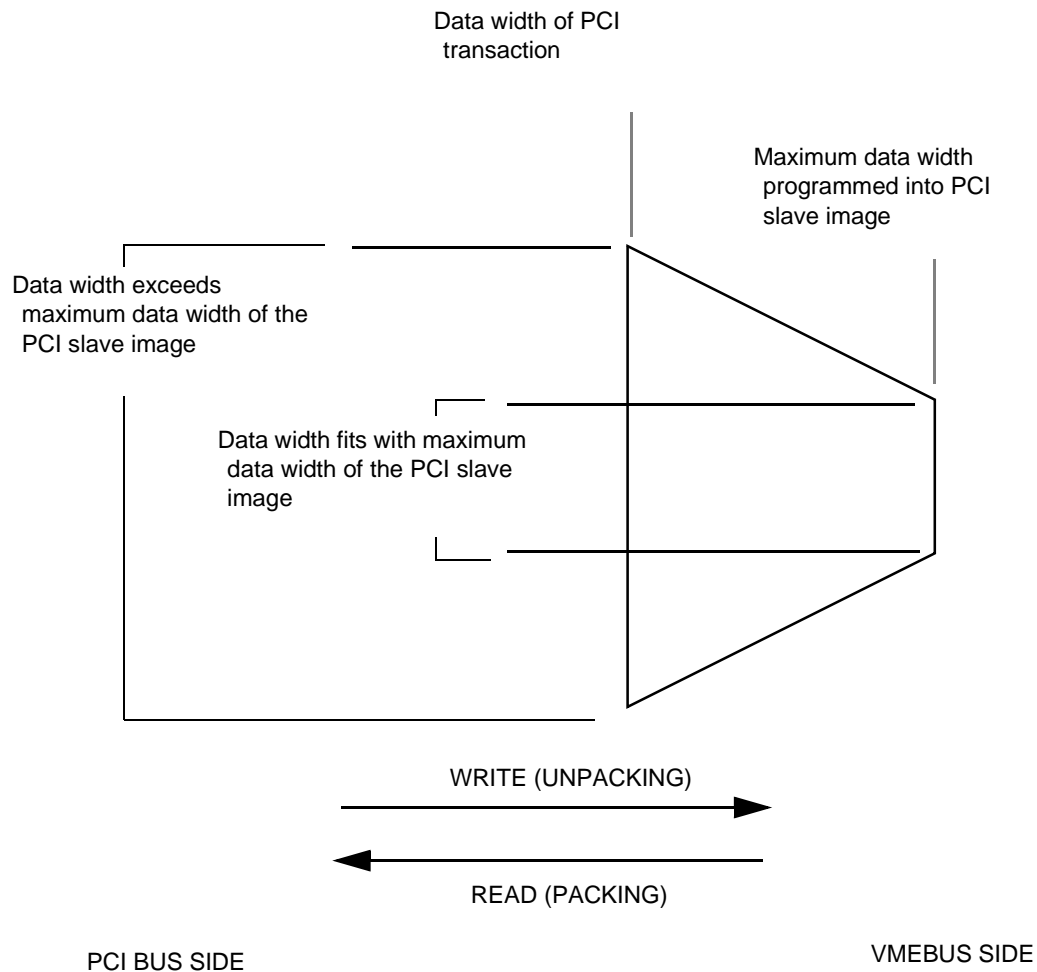 Data width of PCI
transaction
Maximum data width
programmed into PCI
slave image
Data width exceeds
maximum data width of the
PCI slave image
Data width fits with maximum
data width of the PCI slave
image
WRITE (UNPACKING)
READ (PACKING)
PCI BUS SIDE
VMEBUS SIDE